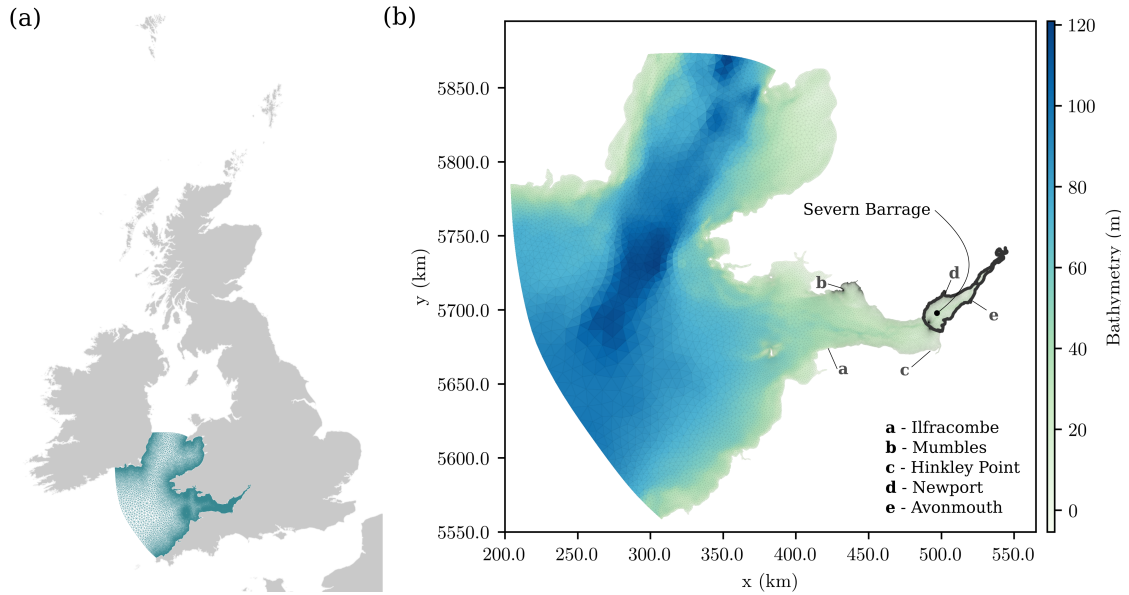 (a)
(b)
Severn Barrage
a
b
c
d
e
a - Ilfracombe
b - Mumbles
c - Hinkley Point
d - Newport
e - Avonmouth
5850.0
5800.0
5750.0
5700.0
5650.0
5600.0
5550.0
y (km)
200.0 250.0 300.0 350.0 400.0 450.0 500.0 550.0
x (km)
120
100
80
60
40
20
0
Bathymetry (m)